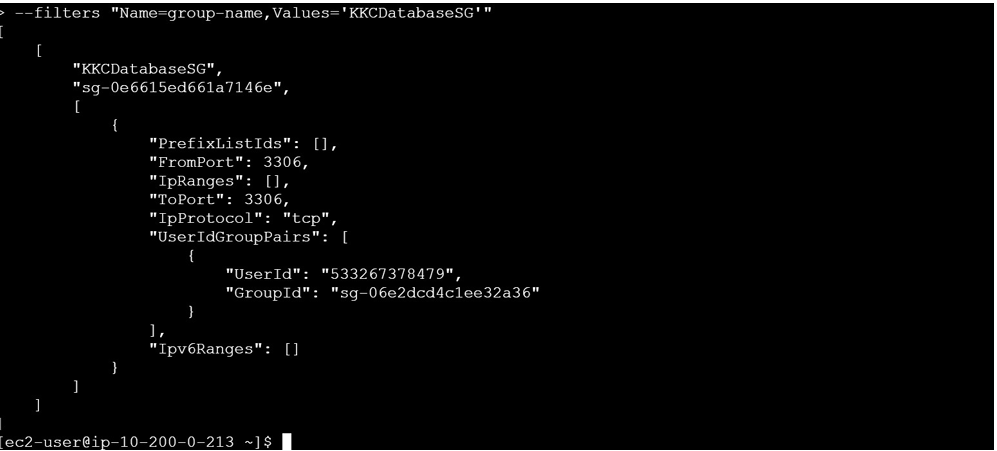 > --filters "Name=group-name,Values='KKCDatabaseSG'"
[
    [
        "KKCDatabaseSG",
        "sg-0e6615ed661a7146e",
        [
            {
                "PrefixListIds": [],
                "FromPort": 3306,
                "IpRanges": [],
                "ToPort": 3306,
                "IpProtocol": "tcp",
                "UserIdGroupPairs": [
                    {
                        "UserId": "533267378479",
                        "GroupId": "sg-06e2dcd4c1ee32a36"
                    }
                ],
                "Ipv6Ranges": []
            }
        ]
    ]
]
[ec2-user@ip-10-200-0-213 ~]$